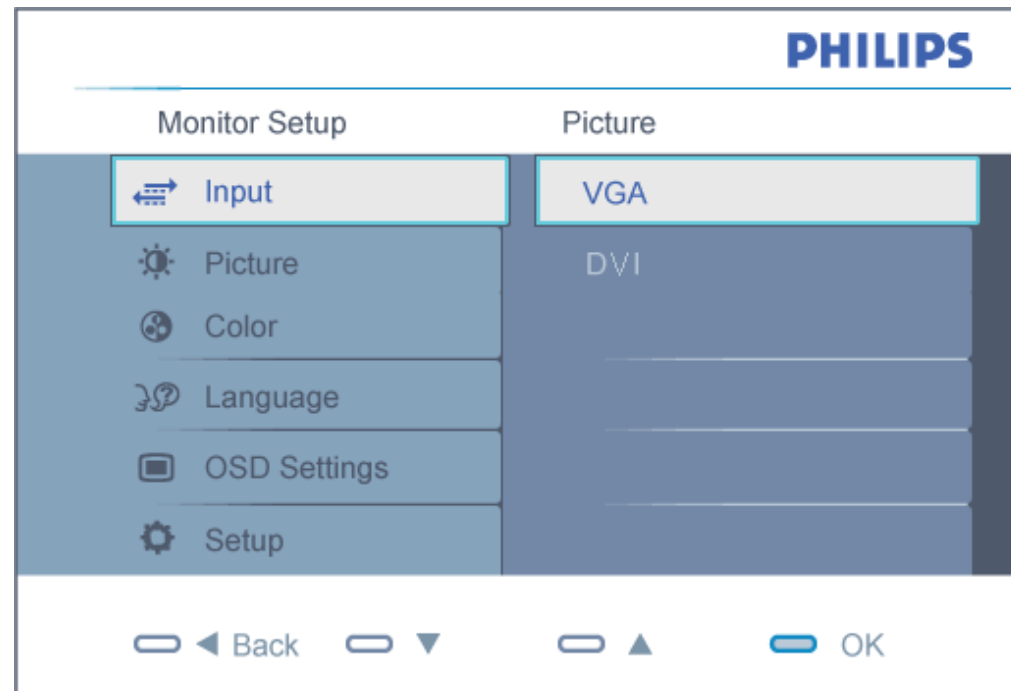 PHILIPS
Monitor Setup
Picture
Input
VGA
Picture
DVI
Color
Language
OSD Settings
Setup
Back
OK